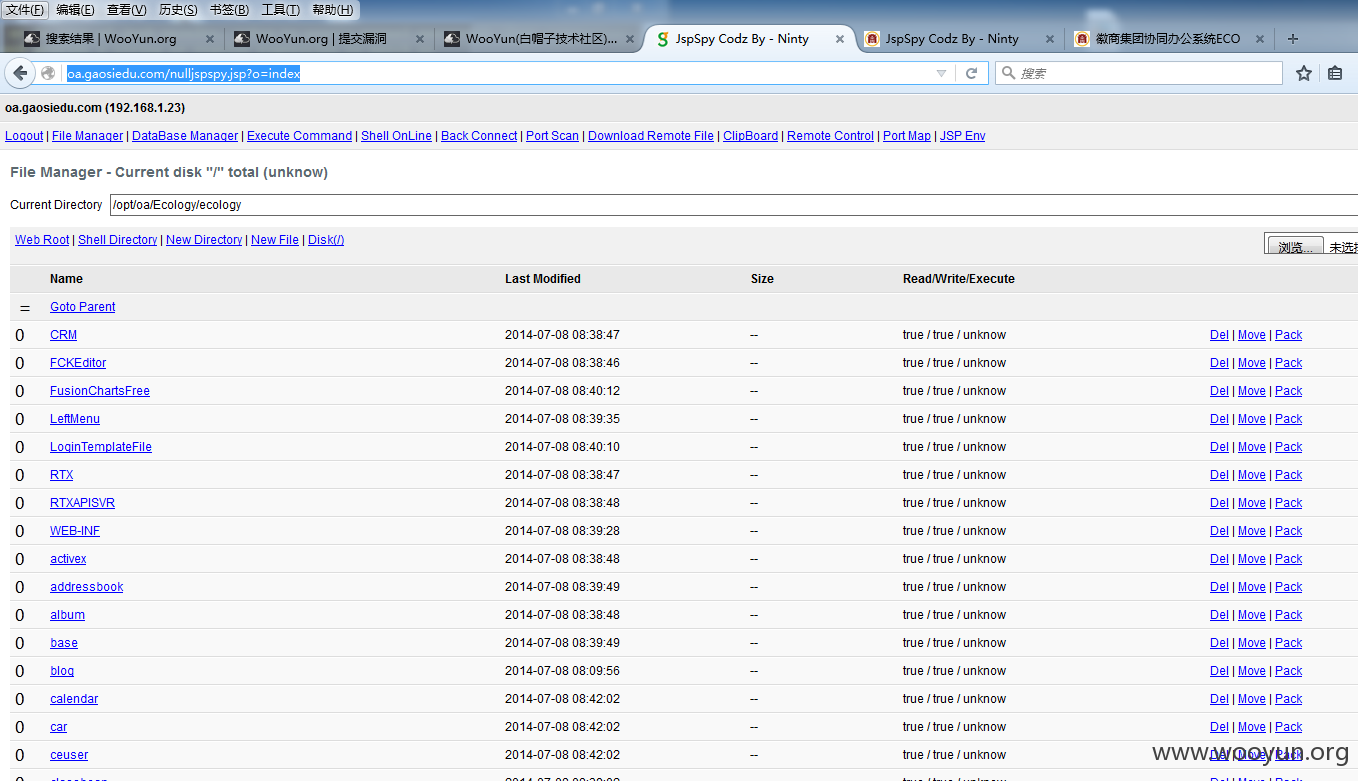 文件(F) 编辑(E) 查看(V) 历史(S) 书签(B) 工具(T) 帮助(H)
搜索结果 | WooYun.org × WooYun.org | 提交漏洞 × WooYun(白帽子技术社区)... × JspSpy Codz By - Ninty × JspSpy Codz By - Ninty × 徽商集团协同办公系统ECO × +
oa.gaosiedu.com/nulljspspy.jsp?o=index 搜索
oa.gaosiedu.com (192.168.1.23)
Logout | File Manager | DataBase Manager | Execute Command | Shell OnLine | Back Connect | Port Scan | Download Remote File | ClipBoard | Remote Control | Port Map | JSP Env
File Manager - Current disk "/" total (unknow)
Current Directory /opt/oa/Ecology/ecology
Web Root | Shell Directory | New Directory | New File | Disk(/) 浏览... 未选择
Name Last Modified Size Read/Write/Execute
= Goto Parent
0 CRM 2014-07-08 08:38:47 -- true / true / unknow Del | Move | Pack
0 FCKEditor 2014-07-08 08:38:46 -- true / true / unknow Del | Move | Pack
0 FusionChartsFree 2014-07-08 08:40:12 -- true / true / unknow Del | Move | Pack
0 LeftMenu 2014-07-08 08:39:35 -- true / true / unknow Del | Move | Pack
0 LoginTemplateFile 2014-07-08 08:40:10 -- true / true / unknow Del | Move | Pack
0 RTX 2014-07-08 08:38:47 -- true / true / unknow Del | Move | Pack
0 RTXAPISVR 2014-07-08 08:38:48 -- true / true / unknow Del | Move | Pack
0 WEB-INF 2014-07-08 08:39:28 -- true / true / unknow Del | Move | Pack
0 activex 2014-07-08 08:38:48 -- true / true / unknow Del | Move | Pack
0 addressbook 2014-07-08 08:39:49 -- true / true / unknow Del | Move | Pack
0 album 2014-07-08 08:38:48 -- true / true / unknow Del | Move | Pack
0 base 2014-07-08 08:39:49 -- true / true / unknow Del | Move | Pack
0 blog 2014-07-08 08:09:56 -- true / true / unknow Del | Move | Pack
0 calendar 2014-07-08 08:42:02 -- true / true / unknow Del | Move | Pack
0 car 2014-07-08 08:42:02 -- true / true / unknow Del | Move | Pack
0 ceuser 2014-07-08 08:42:02 -- true / true / unknow Del | Move | Pack
www.wooyun.org